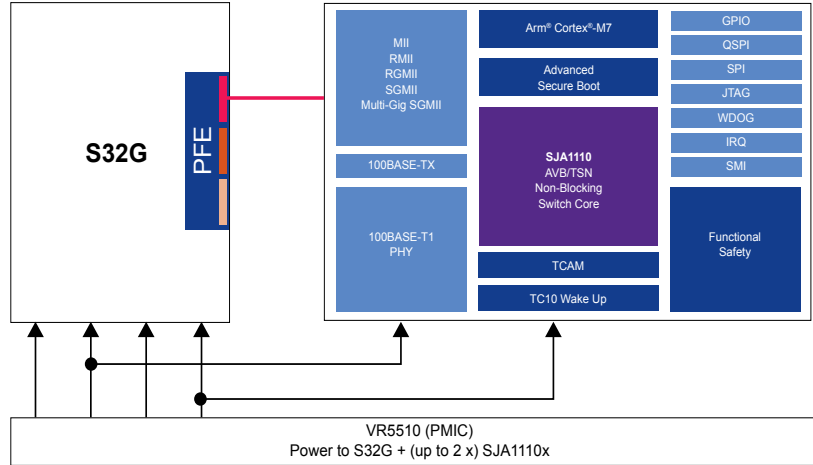 S32G
PFE
MII
RMII
RGMII
SGMII
Multi-Gig SGMII
100BASE-TX
100BASE-T1
PHY
Arm® Cortex®-M7
Advanced
Secure Boot
SJA1110
AVB/TSN
Non-Blocking
Switch Core
TCAM
TC10 Wake Up
GPIO
QSPI
SPI
JTAG
WDOG
IRQ
SMI
Functional
Safety
VR5510 (PMIC)
Power to S32G + (up to 2 x) SJA1110x